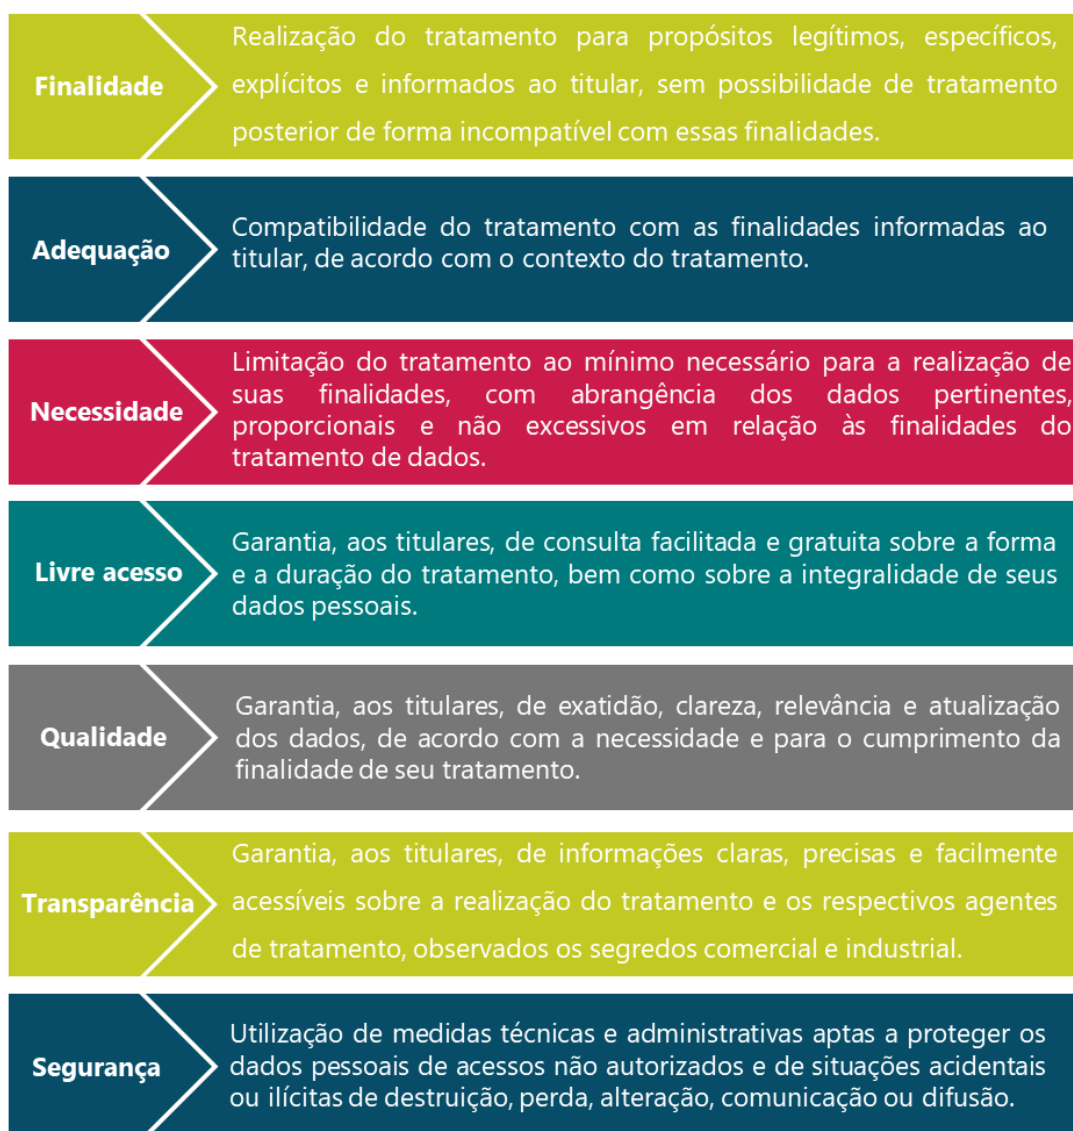 Finalidade
Realização do tratamento para propósitos legítimos, específicos,
explícitos e informados ao titular, sem possibilidade de tratamento
posterior de forma incompatível com essas finalidades.
Adequação
Compatibilidade do tratamento com as finalidades informadas ao
titular, de acordo com o contexto do tratamento.
Necessidade
Limitação do tratamento ao mínimo necessário para a realização de
suas finalidades, com abrangência dos dados pertinentes,
proporcionais e não excessivos em relação às finalidades do
tratamento de dados.
Livre acesso
Garantia, aos titulares, de consulta facilitada e gratuita sobre a forma
e a duração do tratamento, bem como sobre a integralidade de seus
dados pessoais.
Qualidade
Garantia, aos titulares, de exatidão, clareza, relevância e atualização
dos dados, de acordo com a necessidade e para o cumprimento da
finalidade de seu tratamento.
Transparência
Garantia, aos titulares, de informações claras, precisas e facilmente
acessíveis sobre a realização do tratamento e os respectivos agentes
de tratamento, observados os segredos comercial e industrial.
Segurança
Utilização de medidas técnicas e administrativas aptas a proteger os
dados pessoais de acessos não autorizados e de situações acidentais
ou ilícitas de destruição, perda, alteração, comunicação ou difusão.